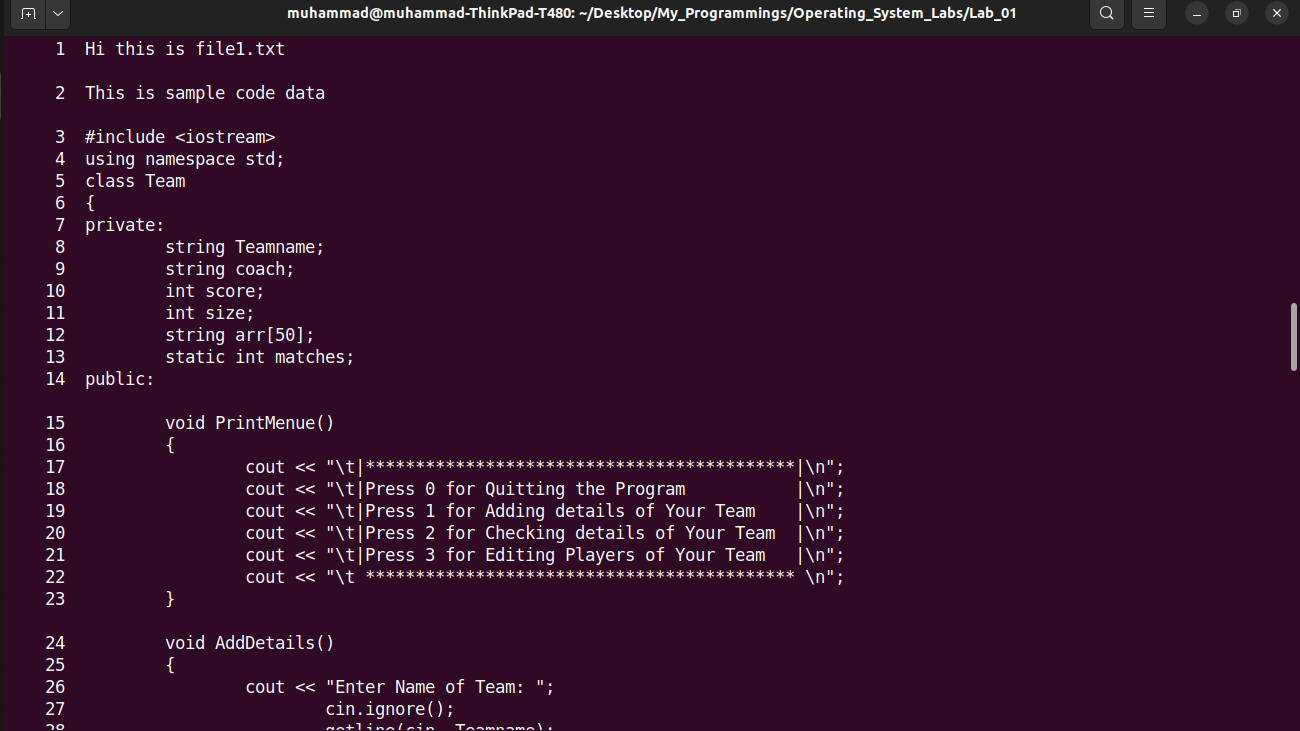 muhammad@muhammad-ThinkPad-T480: ~/Desktop/My_Programmings/Operating_System_Labs/Lab_01
1  Hi this is file1.txt
2  This is sample code data
3  #include <iostream>
4  using namespace std;
5  class Team
6  {
7  private:
8          string Teamname;
9          string coach;
10          int score;
11          int size;
12          string arr[50];
13          static int matches;
14  public:
15          void PrintMenue()
16          {
17                  cout << "\t|*******************************************|\n";
18                  cout << "\t|Press 0 for Quitting the Program           |\n";
19                  cout << "\t|Press 1 for Adding details of Your Team    |\n";
20                  cout << "\t|Press 2 for Checking details of Your Team  |\n";
21                  cout << "\t|Press 3 for Editing Players of Your Team   |\n";
22                  cout << "\t ******************************************* \n";
23          }
24          void AddDetails()
25          {
26                  cout << "Enter Name of Team: ";
27                          cin.ignore();
28                          getline(cin, Teamname);